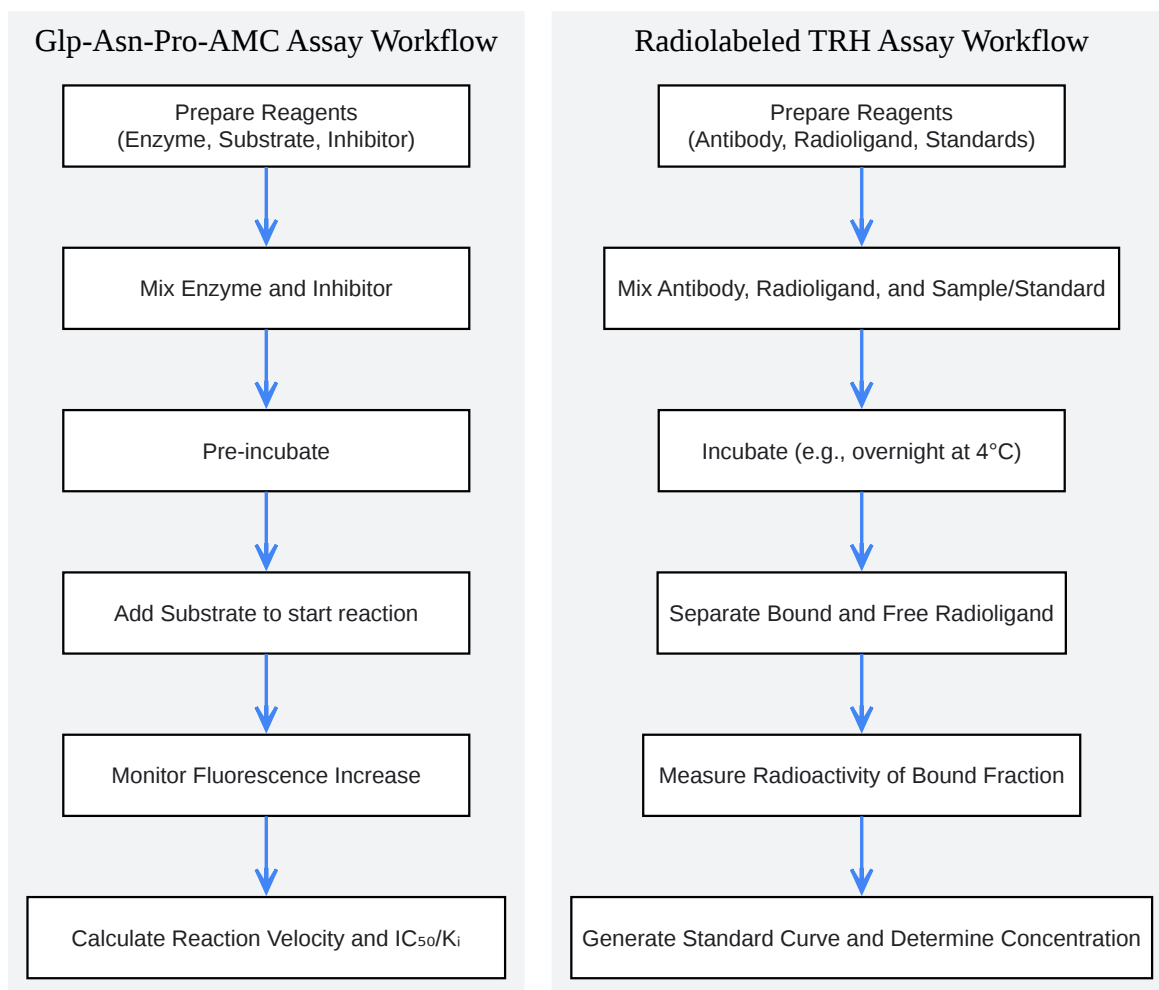 Glp-Asn-Pro-AMC Assay Workflow
Prepare Reagents
(Enzyme, Substrate, Inhibitor)
Mix Enzyme and Inhibitor
Pre-incubate
Add Substrate to start reaction
Monitor Fluorescence Increase
Calculate Reaction Velocity and IC₅₀/Kᵢ
Radiolabeled TRH Assay Workflow
Prepare Reagents
(Antibody, Radioligand, Standards)
Mix Antibody, Radioligand, and Sample/Standard
Incubate (e.g., overnight at 4°C)
Separate Bound and Free Radioligand
Measure Radioactivity of Bound Fraction
Generate Standard Curve and Determine Concentration